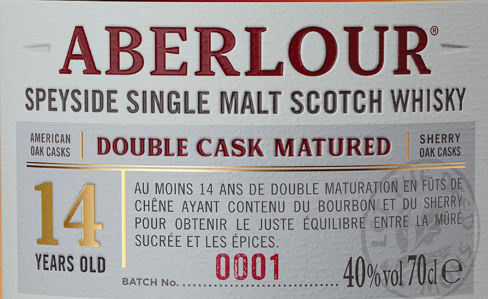 ABERLOUR®
SPEYSIDE SINGLE MALT SCOTCH WHISKY
AMERICAN
OAK CASKS
DOUBLE CASK MATURED
SHERRY
OAK CASKS
14
YEARS OLD
AU MOINS 14 ANS DE DOUBLE MATURATION EN FÛTS DE
CHÊNE AYANT CONTENU DU BOURBON ET DU SHERRY
POUR OBTENIR LE JUSTE ÉQUILIBRE ENTRE LA MÛRE
SUCRÉE ET LES ÉPICES.
BATCH No. .... 0001 .... 40%vol 70cl ℮